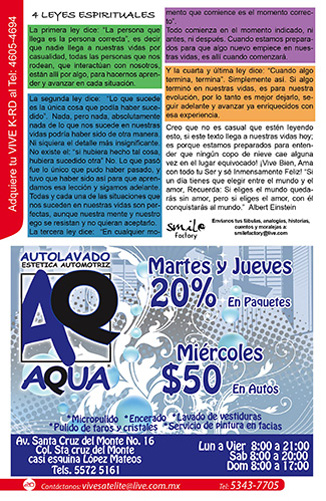 Adquiere tu VIVE K.RD al Tel: 4605-4694
4 LEYES ESPIRITUALES
La primera ley dice: "La persona que
llega es la persona correcta", es decir
que nadie llega a nuestras vidas por
casualidad, todas las personas que nos
rodean, que interactúan con nosotros,
están allí por algo, para hacernos apren-
der y avanzar en cada situación.
La segunda ley dice: "Lo que sucede
es la única cosa que podía haber suce-
dido". Nada, pero nada, absolutamente
nada de lo que nos sucede en nuestras
vidas podría haber sido de otra manera.
Ni siquiera el detalle más insignificante.
No existe el: "si hubiera hecho tal cosa,
hubiera sucedido otra" No. Lo que pasó
fue lo único que pudo haber pasado, y
tuvo que haber sido así para que apren-
damos esa lección y sigamos adelante.
Todas y cada una de las situaciones que
nos suceden en nuestras vidas son per-
fectas, aunque nuestra mente y nuestro
ego se resistan y no quieran aceptarlo.
La tercera ley dice: "En cualquier mo-
mento que comience es el momento correc-
to".
Todo comienza en el momento indicado, ni
antes, ni después. Cuando estamos prepara-
dos para que algo nuevo empiece en nues-
tras vidas, es allí cuando comenzará.
Y la cuarta y última ley dice: "Cuando algo
termina, termina". Simplemente así. Si algo
terminó en nuestras vidas, es para nuestra
evolución, por lo tanto es mejor dejarlo, se-
guir adelante y avanzar ya enriquecidos con
esa experiencia.
Creo que no es casual que estén leyendo
esto, si este texto llega a nuestras vidas hoy;
es porque estamos preparados para enten-
der que ningún copo de nieve cae alguna
vez en el lugar equivocado! ¡Vive Bien, Ama
con todo tu Ser y sé Inmensamente Feliz! "Si
un día tienes que elegir entre el mundo y el
amor, Recuerda: Si eliges el mundo queda-
rás sin amor, pero si eliges el amor, con él
conquistarás al mundo." Albert Einstein
smile
Factory
Envíanos tus fábulas, analogías, historias,
cuentos y moralejas a:
smilefactory@live.com
AUTOLAVADO
ESTETICA AUTOMOTRIZ
AQ
AQUA
Martes y Jueves
20% En Paquetes
Miércoles
$50 En Autos
*Micropulido *Encerado *Lavado de vestiduras
*Pulido de faros y cristales *Servicio de pintura en facias
Av. Santa Cruz del Monte No. 16
Col. Sta cruz del Monte
casi esquina López Mateos
Tels. 5572 5161
Lun a Vier 8:00 a 21:00
Sab 8:00 a 20:00
Dom 8:00 a 17:00
Contáctanos: vivesatelite@live.com.mx
Tel: 5343-7705